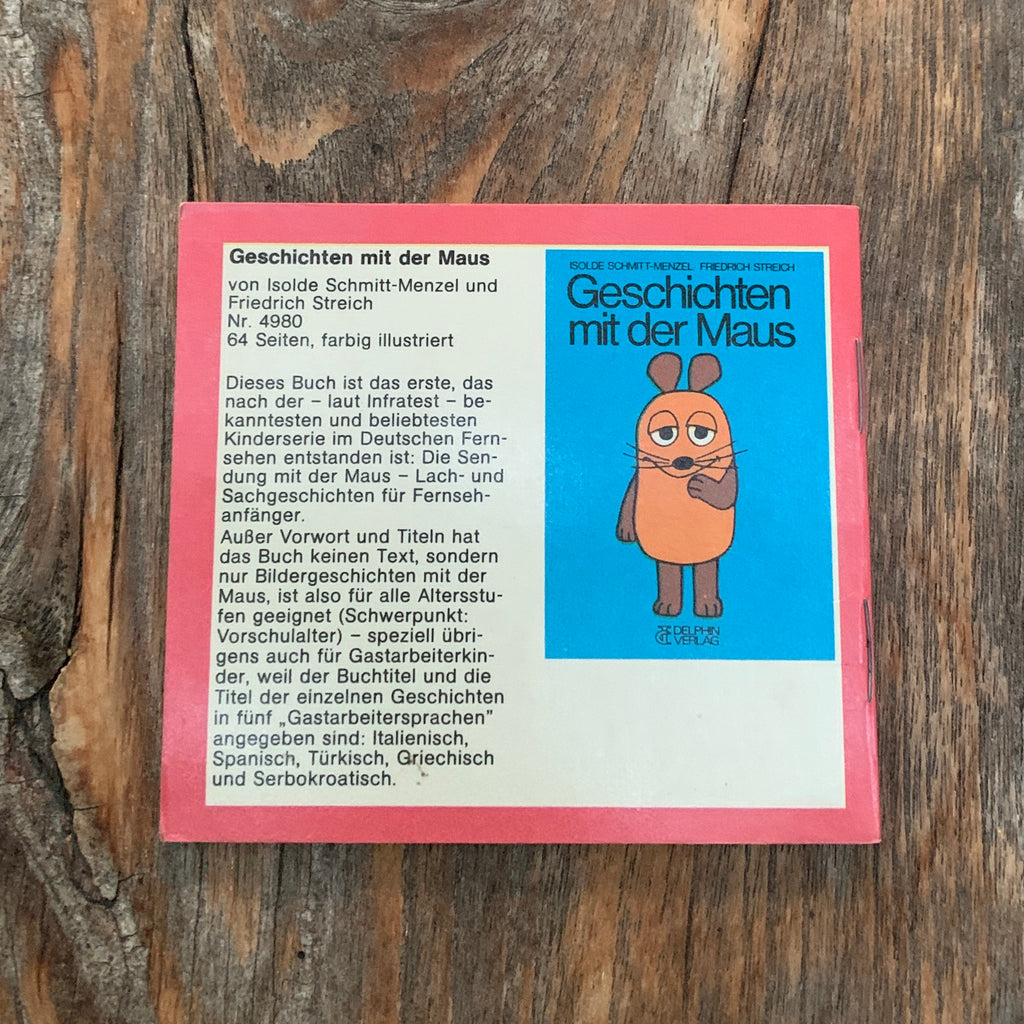 Geschichten mit der Maus
von Isolde Schmitt-Menzel und
Friedrich Streich
Nr. 4980
64 Seiten, farbig illustriert
Dieses Buch ist das erste, das
nach der – laut Infratest – be-
kanntesten und beliebtesten
Kinderserie im Deutschen Fern-
sehen entstanden ist: Die Sen-
dung mit der Maus – Lach- und
Sachgeschichten für Fernseh-
anfänger.
Außer Vorwort und Titeln hat
das Buch keinen Text, sondern
nur Bildergeschichten mit der
Maus, ist also für alle Altersstu-
fen geeignet (Schwerpunkt:
Vorschulalter) – speziell übri-
gens auch für Gastarbeiterkin-
der, weil der Buchtitel und die
Titel der einzelnen Geschichten
in fünf „Gastarbeitersprachen”
angegeben sind: Italienisch,
Spanisch, Türkisch, Griechisch
und Serbokroatisch.
ISOLDE SCHMITT-MENZEL FRIEDRICH STREICH
Geschichten
mit der Maus
DELPHIN
VERLAG